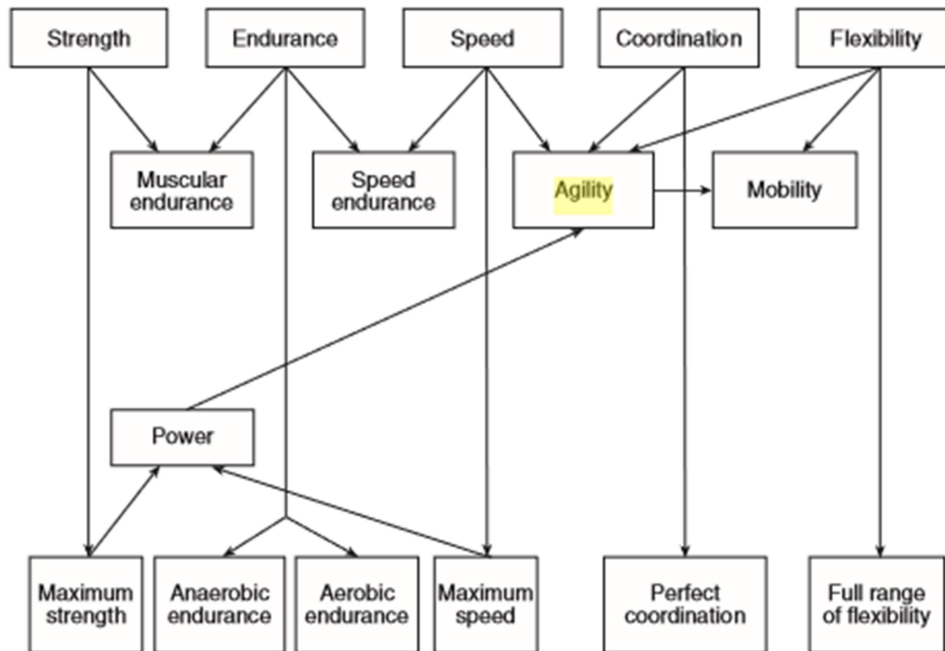 Strength
Endurance
Speed
Coordination
Flexibility
Muscular
endurance
Speed
endurance
Agility
Mobility
Power
Maximum
strength
Anaerobic
endurance
Aerobic
endurance
Maximum
speed
Perfect
coordination
Full range
of flexibility